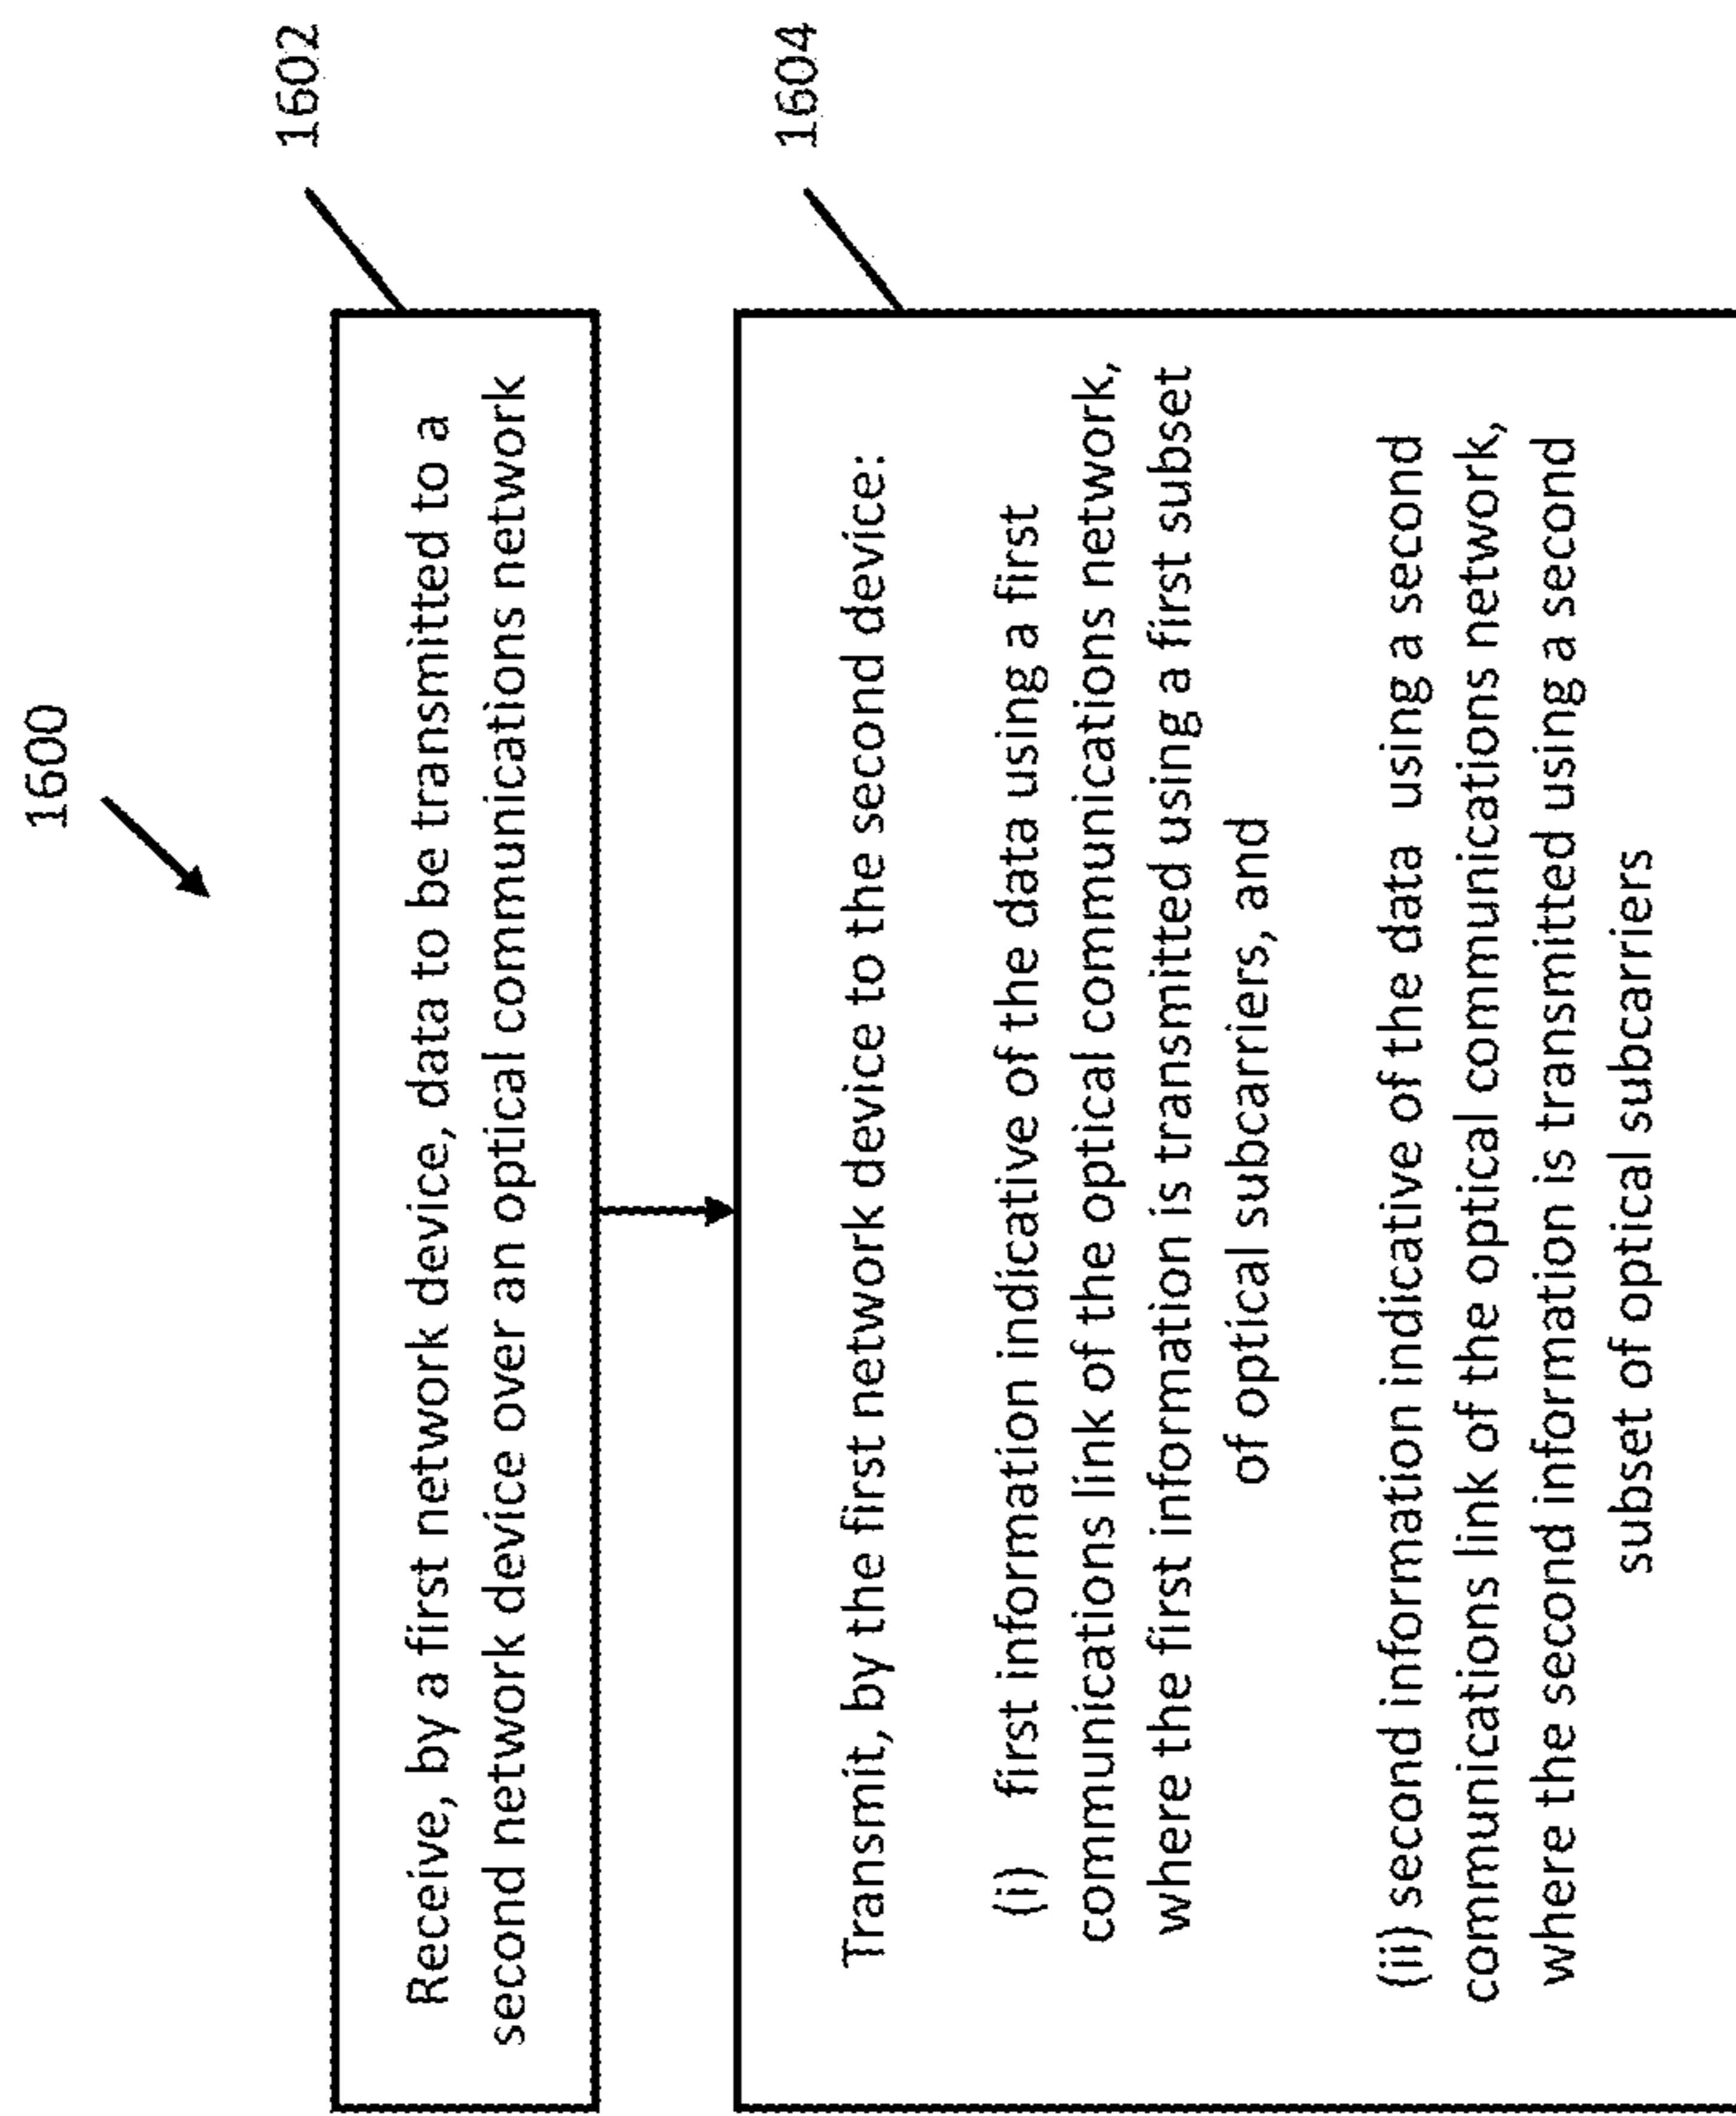 1600
1602
Receive, by a first network device, data to be transmitted to a
second network device over an optical communications network
1604
Transmit, by the first network device to the second device:
(i) first information indicative of the data using a first
communications link of the optical communications network,
where the first information is transmitted using a first subset
of optical subcarriers, and
(ii) second information indicative of the data using a second
communications link of the optical communications network,
where the second information is transmitted using a second
subset of optical subcarriers